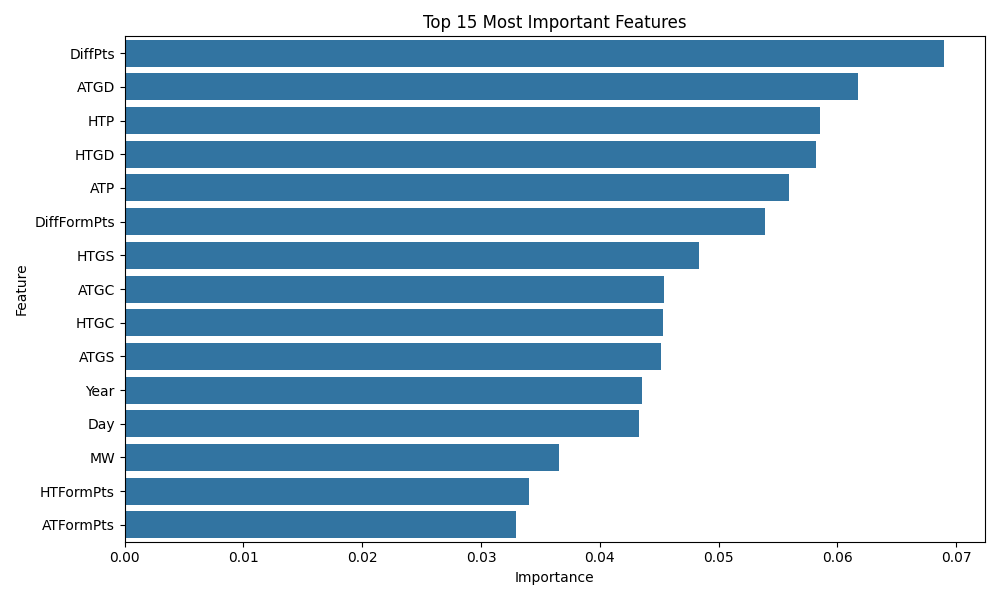 Top 15 Most Important Features
Feature
DiffPts
ATGD
HTP
HTGD
ATP
DiffFormPts
HTGS
ATGC
HTGC
ATGS
Year
Day
MW
HTFormPts
ATFormPts
0.00 0.01 0.02 0.03 0.04 0.05 0.06 0.07
Importance